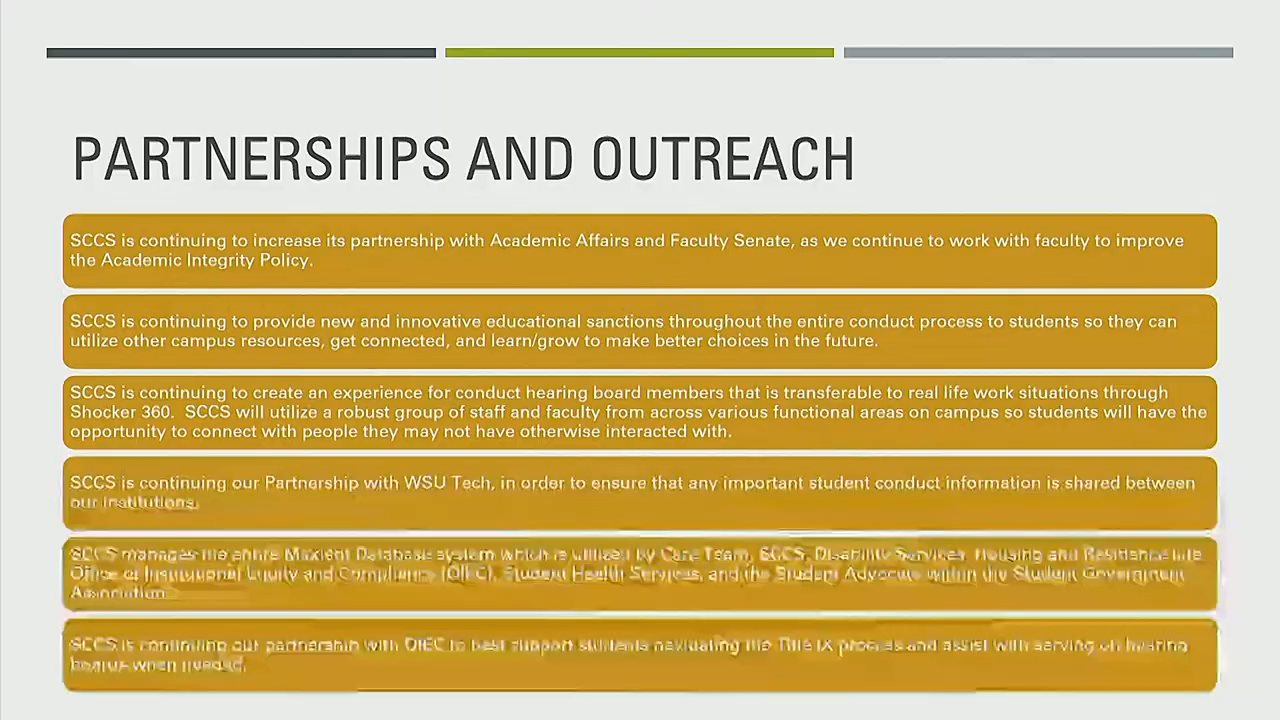 PARTNERSHIPS AND OUTREACH
SCCS is continuing to increase its partnership with Academic Affairs and Faculty Senate, as we continue to work with faculty to improve
the Academic Integrity Policy.
SCCS is continuing to provide new and innovative educational sanctions throughout the entire conduct process to students so they can
utilize other campus resources, get connected, and learn/grow to make better choices in the future.
SCCS is continuing to create an experience for conduct hearing board members that is transferable to real life work situations through
Shocker 360.  SCCS will utilize a robust group of staff and faculty from across various functional areas on campus so students will have the
opportunity to connect with people they may not have otherwise interacted with.
SCCS is continuing our Partnership with WSU Tech, in order to ensure that any important student conduct information is shared between
our institutions.
SCCS manages the entire Maxient Database system which is utilized by Care Team, SCCS, Disability Services, Housing and Residence Life
Office of Institutional Equity and Compliance (OIEC), Student Health Services, and the Student Advocate within the Student Government
Association.
SCCS is continuing our partnership with OIEC to best support students navigating the Title IX process and assist with serving on hearing
boards when needed.